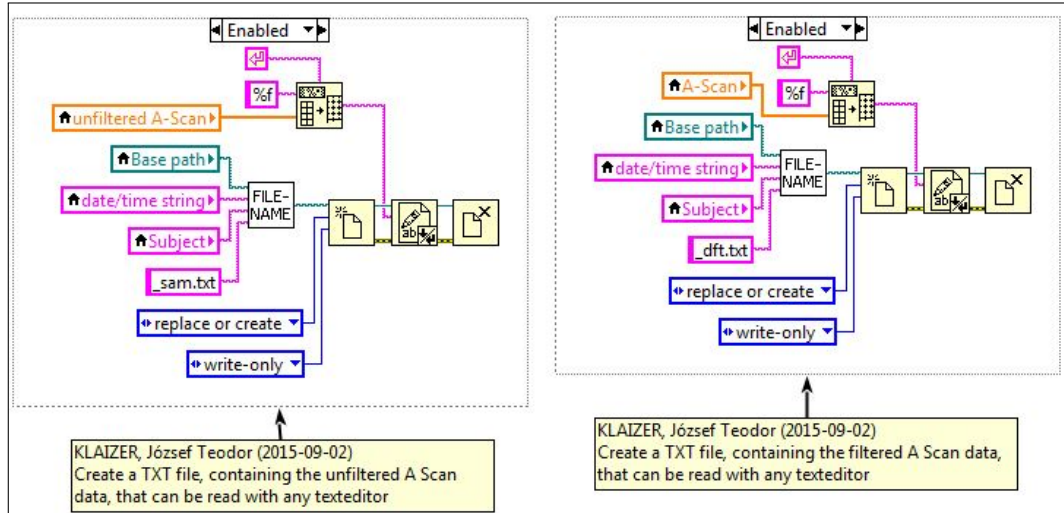 Enabled
%f
unfiltered A-Scan
Base path
date/time string
FILE-
NAME
Subject
_sam.txt
replace or create
write-only
ab
KLAIZER, József Teodor (2015-09-02)
Create a TXT file, containing the unfiltered A Scan
data, that can be read with any texteditor
Enabled
%f
A-Scan
Base path
date/time string
FILE-
NAME
Subject
_dft.txt
replace or create
write-only
ab
KLAIZER, József Teodor (2015-09-02)
Create a TXT file, containing the filtered A Scan data,
that can be read with any texteditor